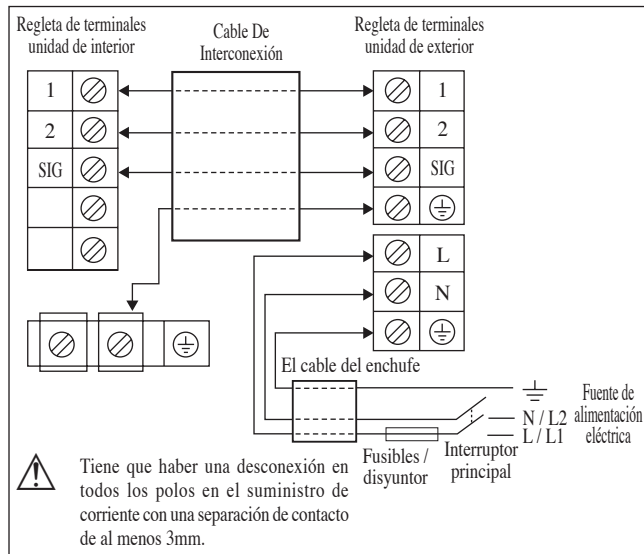 Regleta de terminales
unidad de interior
Cable De
Interconexión
Regleta de terminales
unidad de exterior
1
2
SIG
1
2
SIG
L
N
El cable del enchufe
N / L2
L / L1
Fuente de
alimentación
eléctrica
Fusibles /
disyuntor
Interruptor
principal
Tiene que haber una desconexión en
todos los polos en el suministro de
corriente con una separación de contacto
de al menos 3mm.